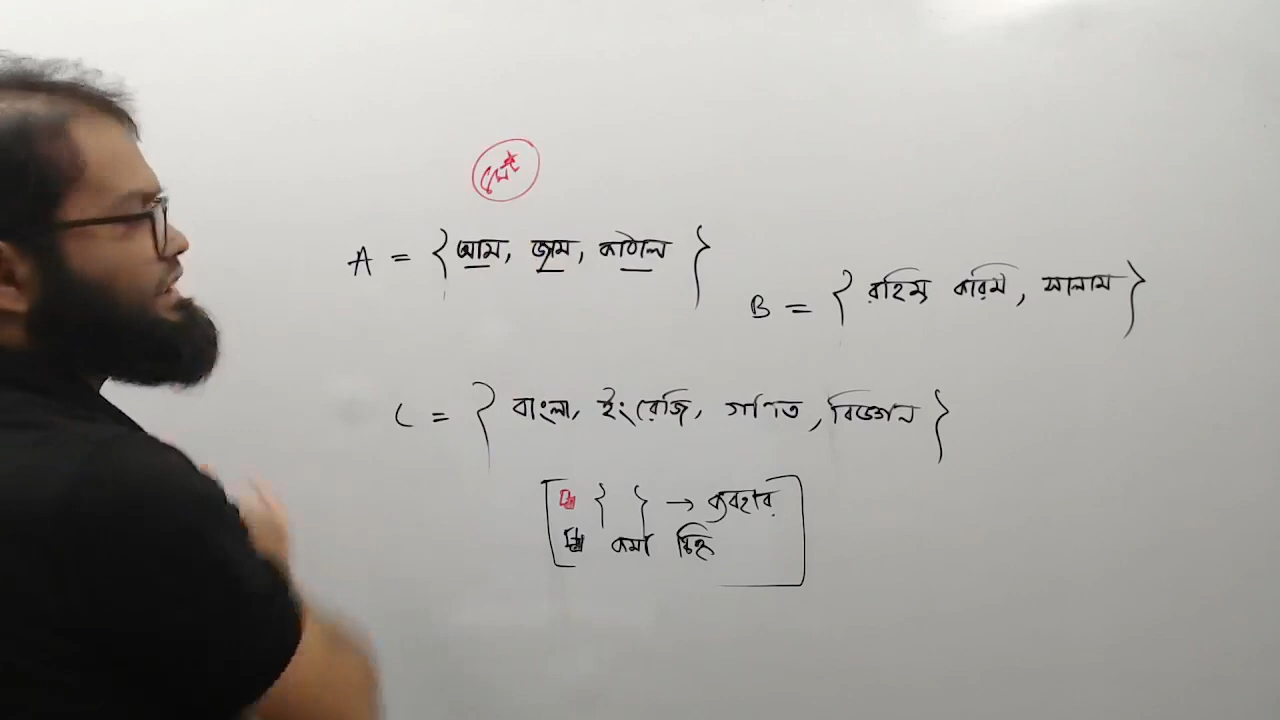 সেট
A = { আম, জাম, কাঠাল }
B = { রহিম করিম, সালাম }
C = { বাংলা, ইংরেজি, গণিত, বিজ্ঞান }
{ } → ব্যবহার
কমা চিহ্ন